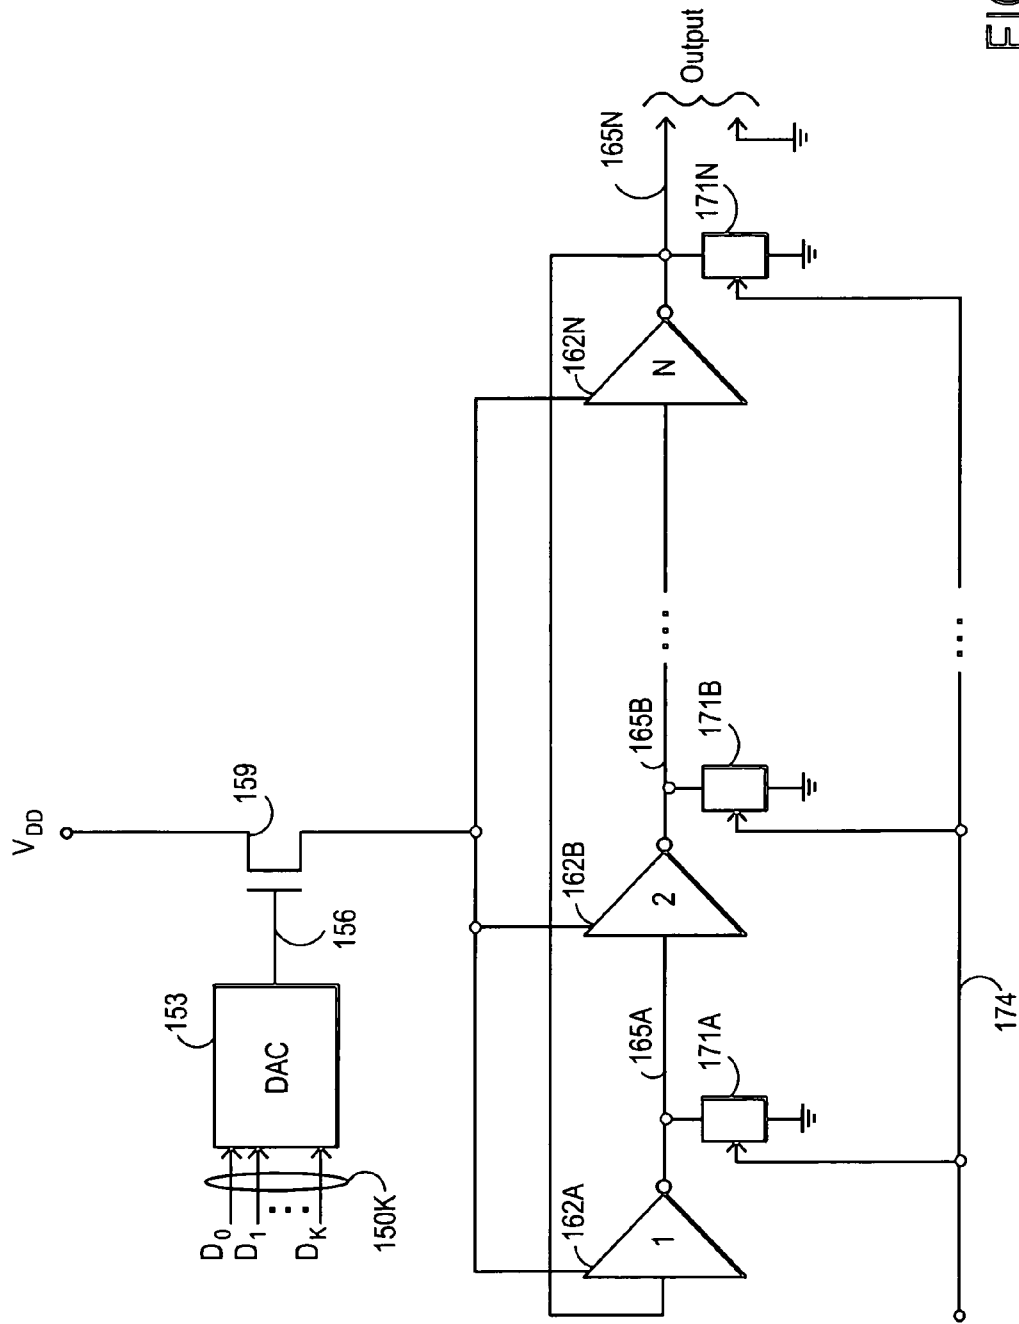 V_DD
159
153
DAC
156
D_0
D_1
...
D_K
150K
162A
1
165A
171A
162B
2
165B
171B
...
162N
N
165N
171N
Output
174
...